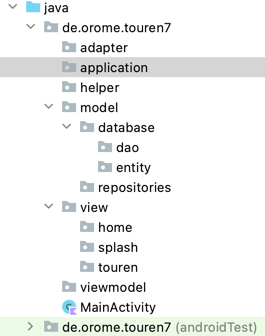 java
de.orome.touren7
adapter
application
helper
model
database
dao
entity
repositories
view
home
splash
touren
viewmodel
MainActivity
de.orome.touren7 (androidTest)